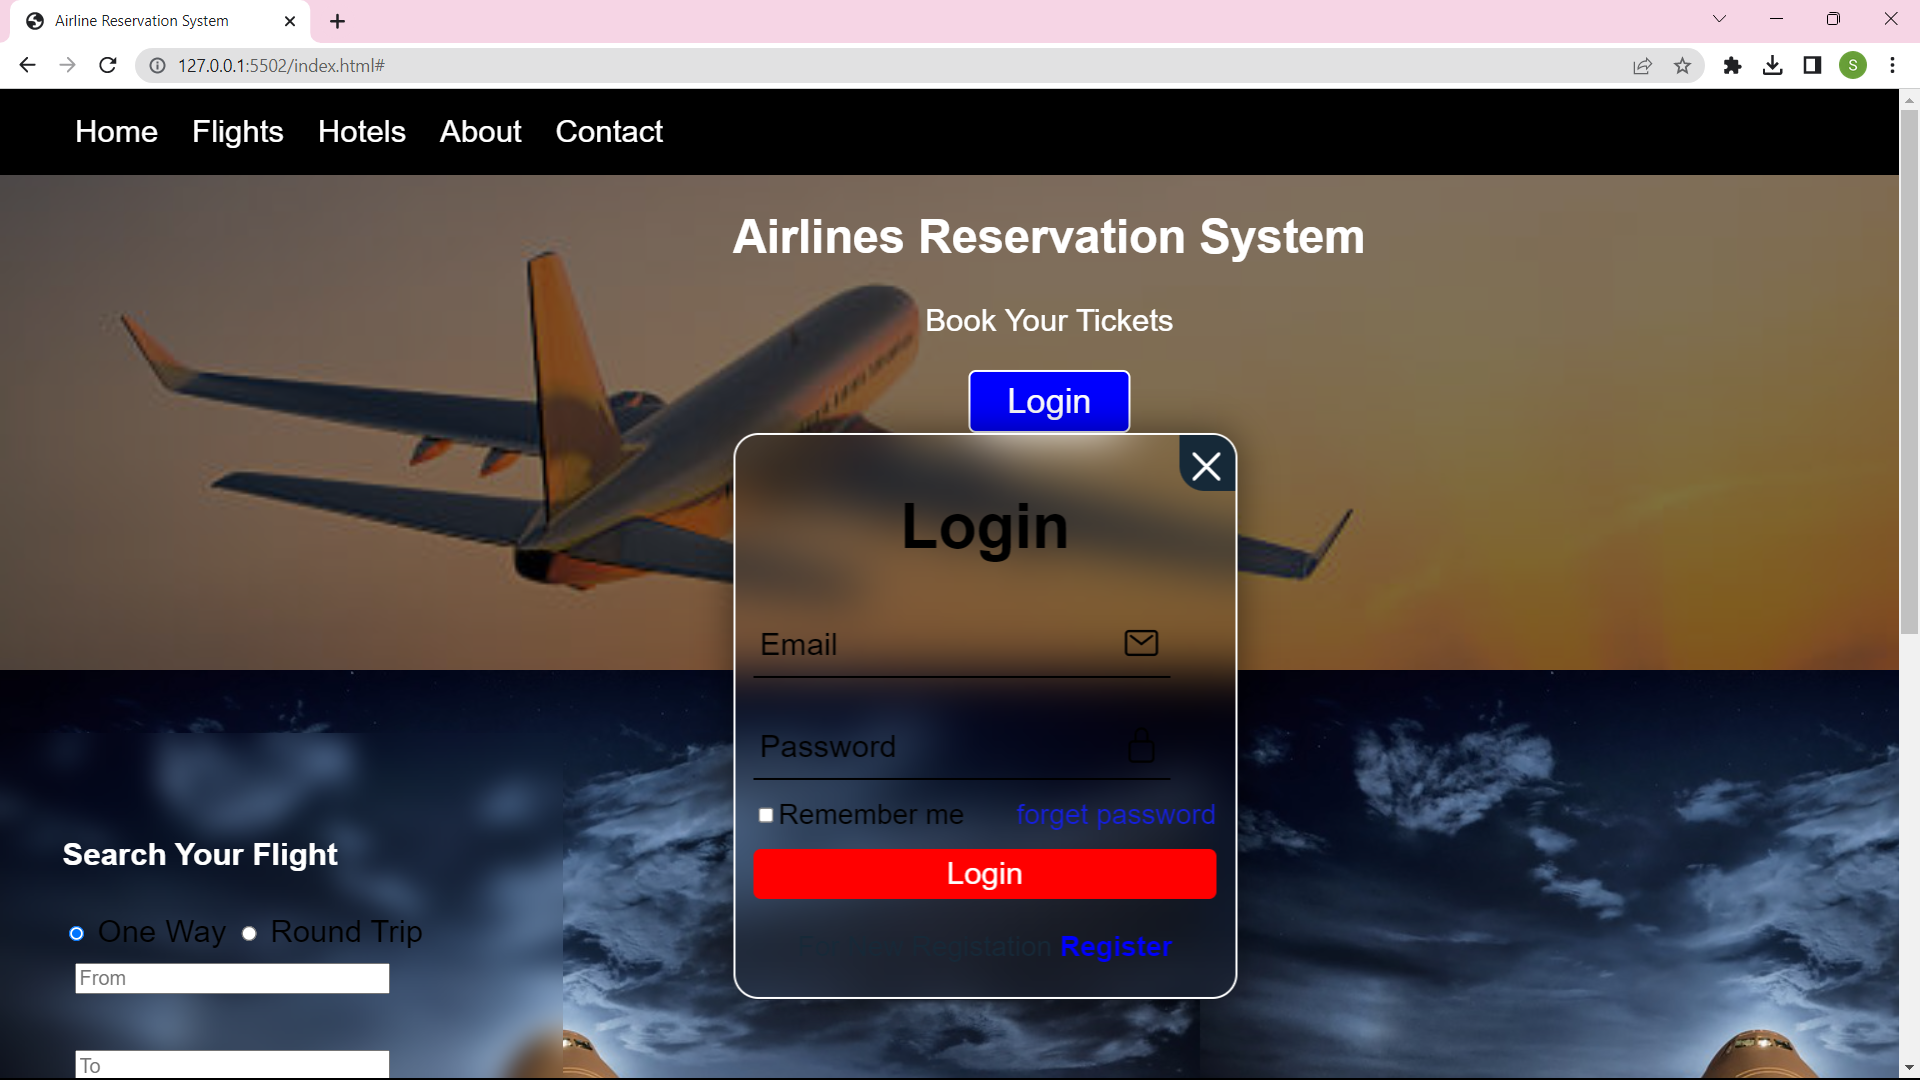 Airline Reservation System
127.0.0.1:5502/index.html#
S
Home Flights Hotels About Contact
Airlines Reservation System
Book Your Tickets
Login
Login
Email
Password
Remember me forget password
Login
Registation Register
Search Your Flight
One Way Round Trip
From
To